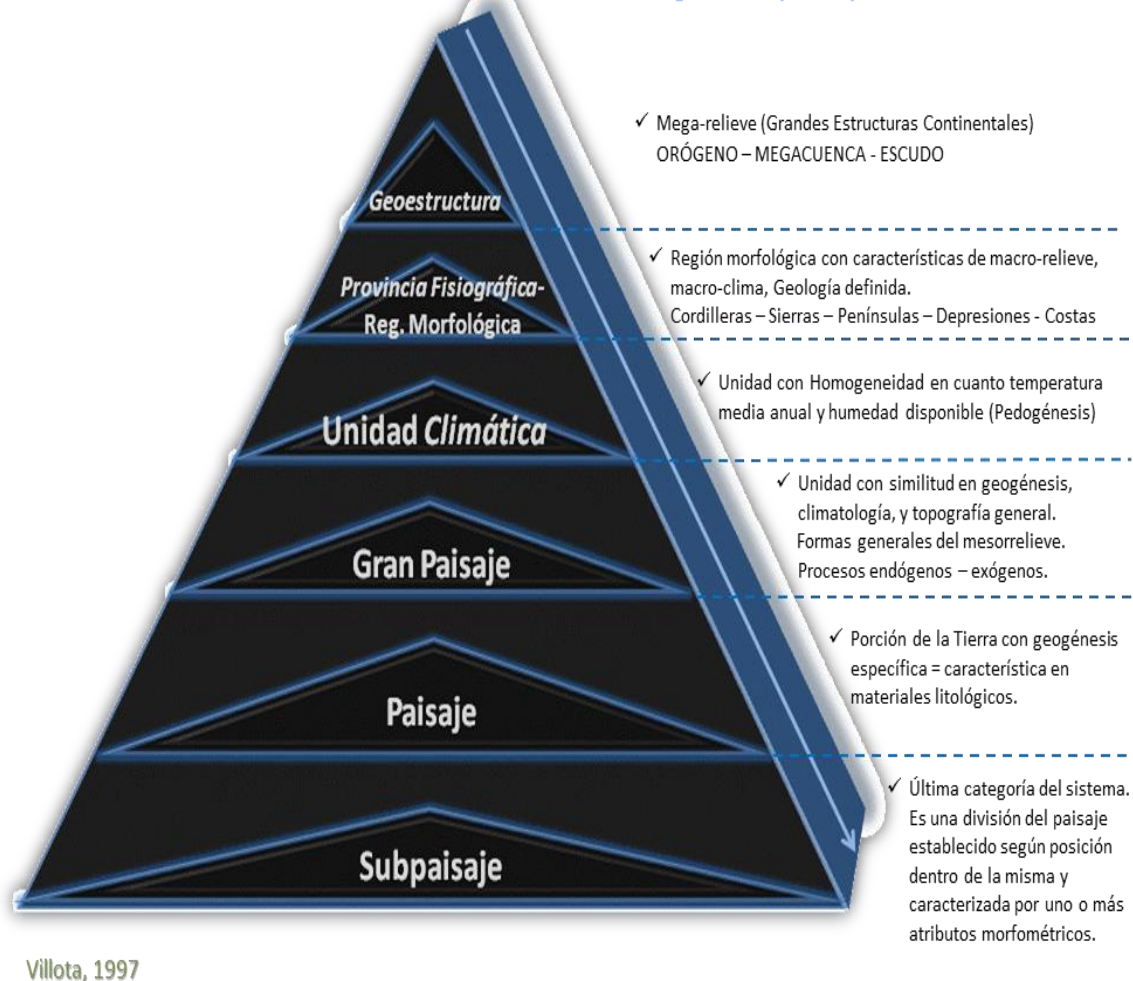 ✓ Mega-relieve (Grandes Estructuras Continentales)
ORÓGENO – MEGACUENCA - ESCUDO
Geoestructura
✓ Región morfológica con características de macro-relieve,
macro-clima, Geología definida.
Cordilleras – Sierras – Penínsulas – Depresiones - Costas
Provincia Fisiográfica-
Reg. Morfológica
✓ Unidad con Homogeneidad en cuanto temperatura
media anual y humedad disponible (Pedogénesis)
Unidad Climática
✓ Unidad con similitud en geogénesis,
climatología, y topografía general.
Formas generales del mesorrelieve.
Procesos endógenos – exógenos.
Gran Paisaje
✓ Porción de la Tierra con geogénesis
específica = característica en
materiales litológicos.
Paisaje
✓ Última categoría del sistema.
Es una división del paisaje
establecido según posición
dentro de la misma y
caracterizada por uno o más
atributos morfométricos.
Subpaisaje
Villota, 1997